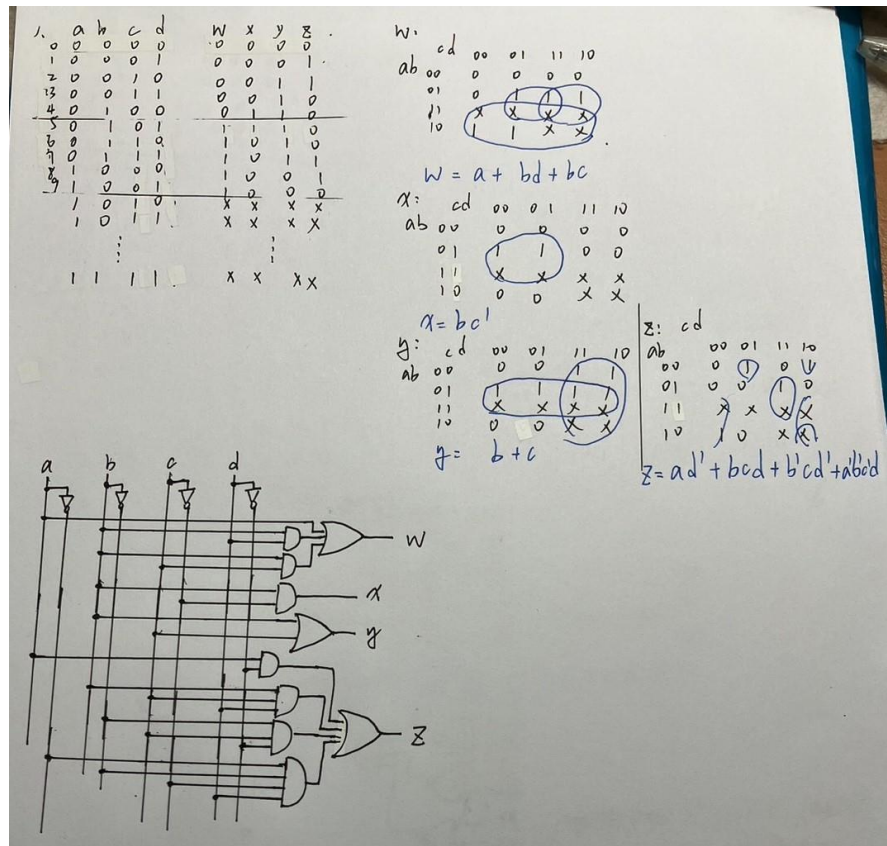 1. a b c d w x y z
0 0 0 0 0 0 0 0 0
1 0 0 0 1 0 0 0 1
2 0 0 1 0 0 0 1 1
3 0 0 1 1 0 0 1 0
4 0 1 0 0 0 1 1 0
5 0 1 0 1 1 0 1 0
6 0 1 1 0 1 0 1 0
7 0 1 1 1 1 0 1 1
8 1 0 0 0 1 0 0 1
9 1 0 0 1 1 0 0 0
1 0 1 0 x x x x
1 0 1 1 x x x x
1 1 1 1 x x x x
w:
cd 00 01 11 10
ab 00 0 0 0 0
01 0 1 1 1
11 x x x x
10 1 1 x x
w = a + bd + bc
x:
cd 00 01 11 10
ab 00 0 0 0 0
01 1 1 0 0
11 x x x x
10 0 0 x x
x = bc'
y:
cd 00 01 11 10
ab 00 0 0 1 1
01 1 1 1 1
11 x x x x
10 0 0 x x
y = b + c
z: cd
ab 00 01 11 10
00 0 1 0 1
01 0 0 1 0
11 x x x x
10 1 0 x x
z = ad' + bcd + b'cd' + a'b'c'd
a b c d
w
x
y
z